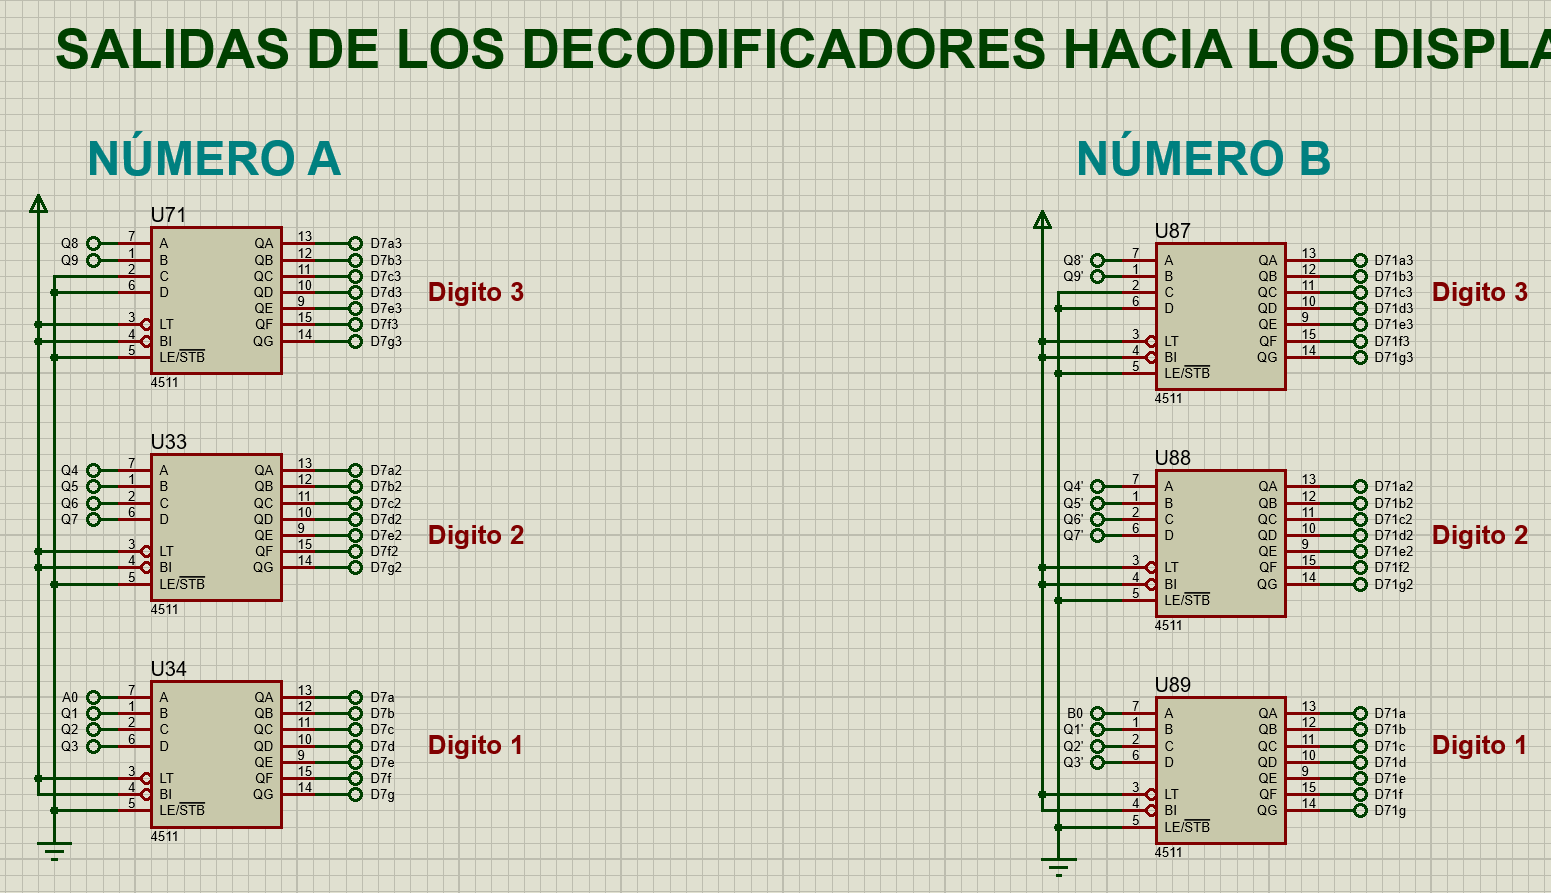 SALIDAS DE LOS DECODIFICADORES HACIA LOS DISPLA
NÚMERO A
U71
Q8 7 A QA 13 D7a3
Q9 1 B QB 12 D7b3
2 C QC 11 D7c3
6 D QD 10 D7d3
QE 9 D7e3
3 LT QF 15 D7f3
4 BI QG 14 D7g3
5 LE/STB
4511
Digito 3
U33
Q4 7 A QA 13 D7a2
Q5 1 B QB 12 D7b2
Q6 2 C QC 11 D7c2
Q7 6 D QD 10 D7d2
QE 9 D7e2
3 LT QF 15 D7f2
4 BI QG 14 D7g2
5 LE/STB
4511
Digito 2
U34
A0 7 A QA 13 D7a
Q1 1 B QB 12 D7b
Q2 2 C QC 11 D7c
Q3 6 D QD 10 D7d
QE 9 D7e
3 LT QF 15 D7f
4 BI QG 14 D7g
5 LE/STB
4511
Digito 1
NÚMERO B
U87
Q8' 7 A QA 13 D71a3
Q9' 1 B QB 12 D71b3
2 C QC 11 D71c3
6 D QD 10 D71d3
QE 9 D71e3
3 LT QF 15 D71f3
4 BI QG 14 D71g3
5 LE/STB
4511
Digito 3
U88
Q4' 7 A QA 13 D71a2
Q5' 1 B QB 12 D71b2
Q6' 2 C QC 11 D71c2
Q7' 6 D QD 10 D71d2
QE 9 D71e2
3 LT QF 15 D71f2
4 BI QG 14 D71g2
5 LE/STB
4511
Digito 2
U89
B0 7 A QA 13 D71a
Q1' 1 B QB 12 D71b
Q2' 2 C QC 11 D71c
Q3' 6 D QD 10 D71d
QE 9 D71e
3 LT QF 15 D71f
4 BI QG 14 D71g
5 LE/STB
4511
Digito 1